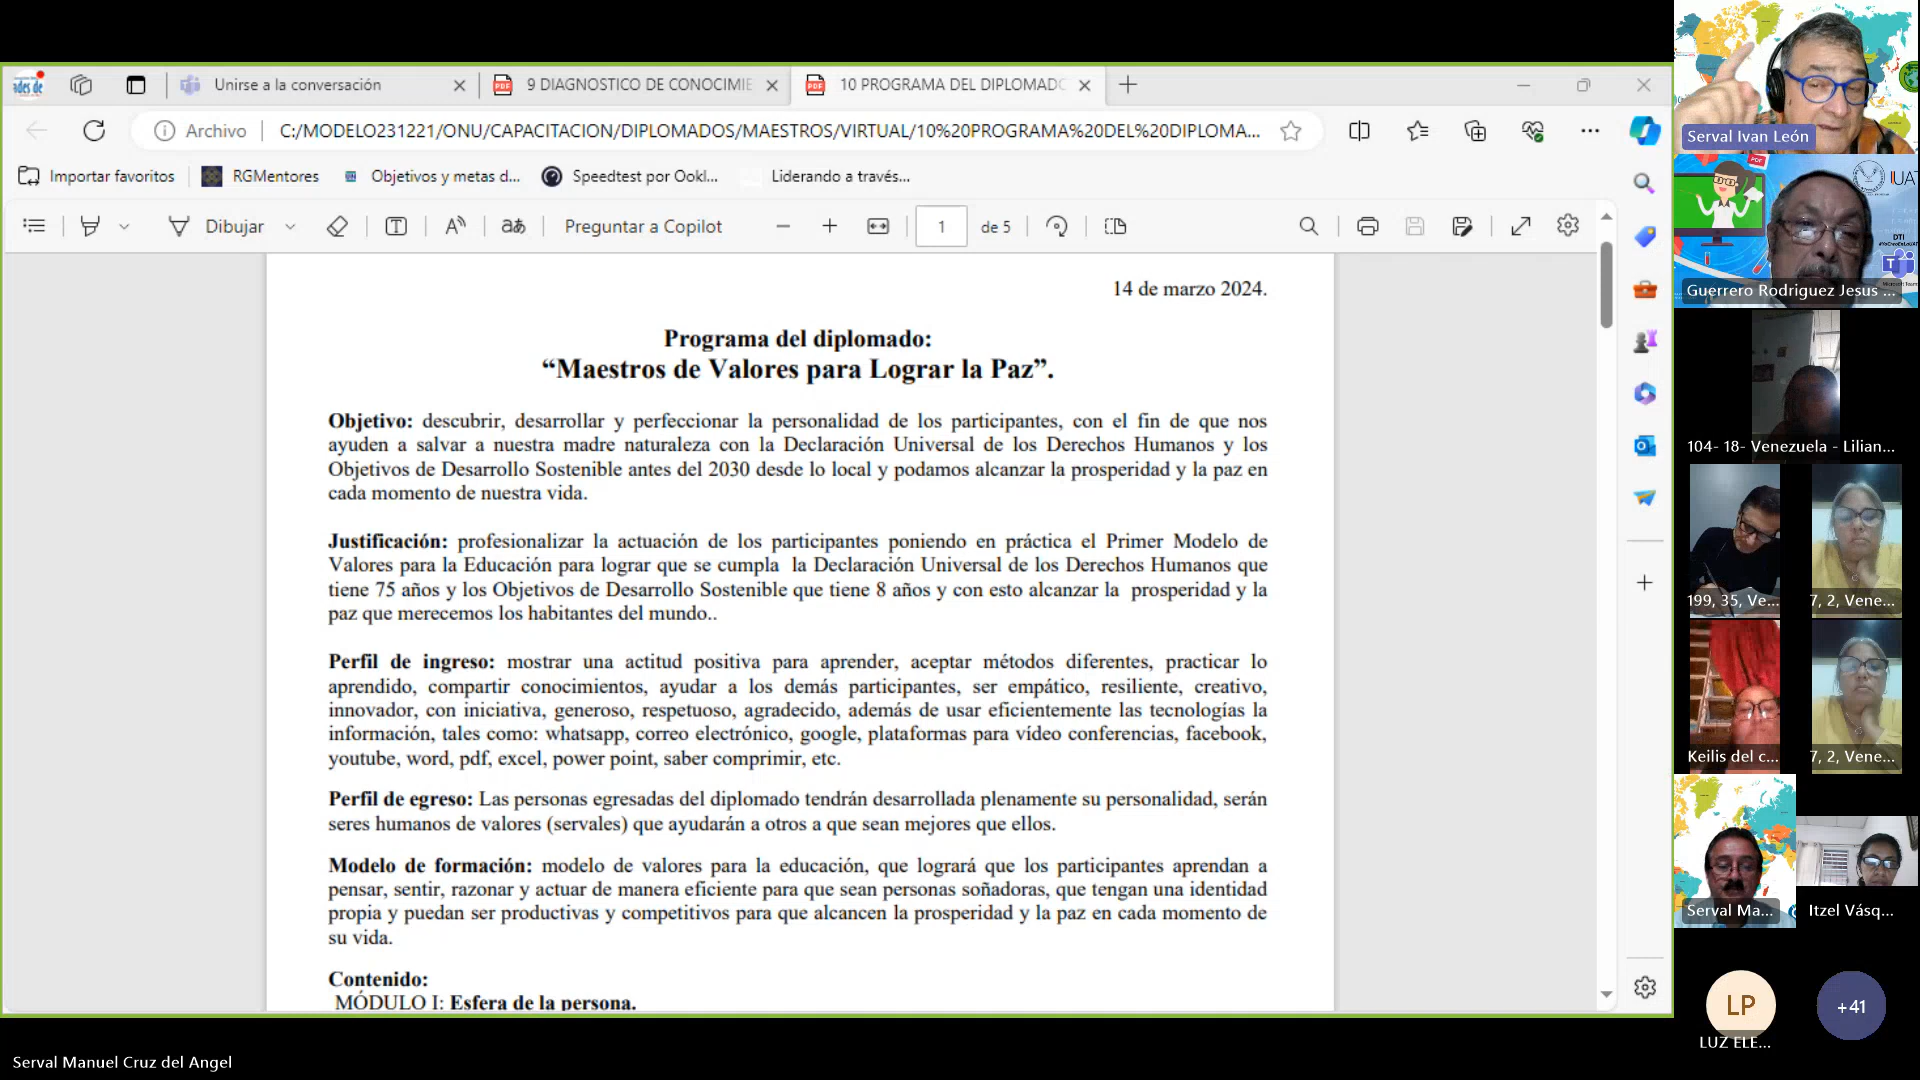 Unirse a la conversación
9 DIAGNOSTICO DE CONOCIMIE
10 PROGRAMA DEL DIPLOMADO
Archivo
C:/MODELO231221/ONU/CAPACITACION/DIPLOMADOS/MAESTROS/VIRTUAL/10%20PROGRAMA%20DEL%20DIPLOMA...
Importar favoritos
RGMentores
Objetivos y metas d...
Speedtest por Ookl...
Liderando a través...
Dibujar
Preguntar a Copilot
1
de 5
14 de marzo 2024.
Programa del diplomado:
“Maestros de Valores para Lograr la Paz”.
Objetivo: descubrir, desarrollar y perfeccionar la personalidad de los participantes, con el fin de que nos
ayuden a salvar a nuestra madre naturaleza con la Declaración Universal de los Derechos Humanos y los
Objetivos de Desarrollo Sostenible antes del 2030 desde lo local y podamos alcanzar la prosperidad y la paz en
cada momento de nuestra vida.
Justificación: profesionalizar la actuación de los participantes poniendo en práctica el Primer Modelo de
Valores para la Educación para lograr que se cumpla la Declaración Universal de los Derechos Humanos que
tiene 75 años y los Objetivos de Desarrollo Sostenible que tiene 8 años y con esto alcanzar la prosperidad y la
paz que merecemos los habitantes del mundo..
Perfil de ingreso: mostrar una actitud positiva para aprender, aceptar métodos diferentes, practicar lo
aprendido, compartir conocimientos, ayudar a los demás participantes, ser empático, resiliente, creativo,
innovador, con iniciativa, generoso, respetuoso, agradecido, además de usar eficientemente las tecnologías la
información, tales como: whatsapp, correo electrónico, google, plataformas para vídeo conferencias, facebook,
youtube, word, pdf, excel, power point, saber comprimir, etc.
Perfil de egreso: Las personas egresadas del diplomado tendrán desarrollada plenamente su personalidad, serán
seres humanos de valores (servales) que ayudarán a otros a que sean mejores que ellos.
Modelo de formación: modelo de valores para la educación, que logrará que los participantes aprendan a
pensar, sentir, razonar y actuar de manera eficiente para que sean personas soñadoras, que tengan una identidad
propia y puedan ser productivas y competitivos para que alcancen la prosperidad y la paz en cada momento de
su vida.
Contenido:
MÓDULO I: Esfera de la persona.
Serval Ivan León
UAT
DTI
Guerrero Rodriguez Jesus ...
104- 18- Venezuela - Lilian...
199, 35, Ve...
7, 2, Vene...
Keilis del c...
7, 2, Vene...
Serval Ma...
Itzel Vásq...
LP
+41
LUZ ELE...
Serval Manuel Cruz del Angel